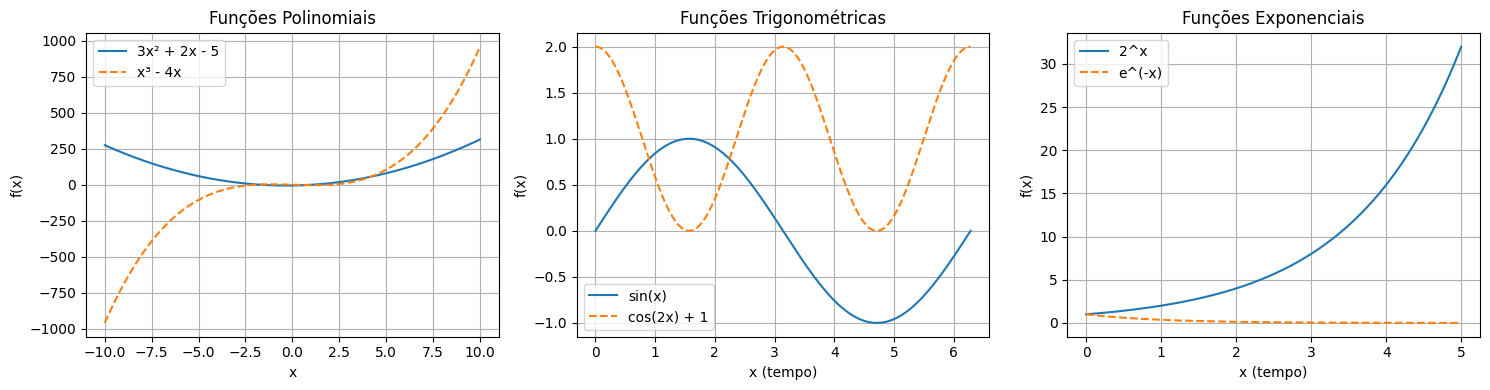 Funções Polinomiais
3x² + 2x - 5
x³ - 4x
1000
750
500
250
0
−250
−500
−750
−1000
f(x)
−10.0 −7.5 −5.0 −2.5 0.0 2.5 5.0 7.5 10.0
x
Funções Trigonométricas
2.0
1.5
1.0
0.5
0.0
−0.5
−1.0
f(x)
sin(x)
cos(2x) + 1
0 1 2 3 4 5 6
x (tempo)
Funções Exponenciais
2^x
e^(-x)
30
25
20
15
10
5
0
f(x)
0 1 2 3 4 5
x (tempo)